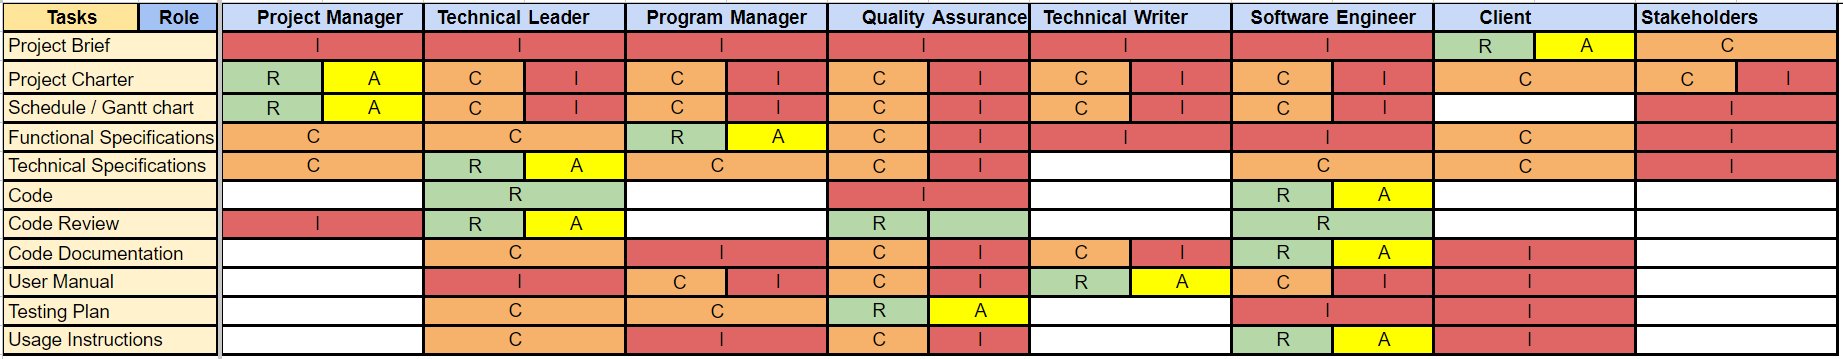 Tasks Role Project Manager Technical Leader Program Manager Quality Assurance Technical Writer Software Engineer Client Stakeholders
Project Brief I I I I I I R A C
Project Charter R A C I C I C I C I C I C C I
Schedule / Gantt chart R A C I C I C I C I C I I
Functional Specifications C C R A C I I I C I
Technical Specifications C R A C C I C C I
Code R I R A
Code Review I R A R R
Code Documentation C I C I C I R A I
User Manual I C I C I R A C I I
Testing Plan C C R A I I
Usage Instructions C I C I R A I